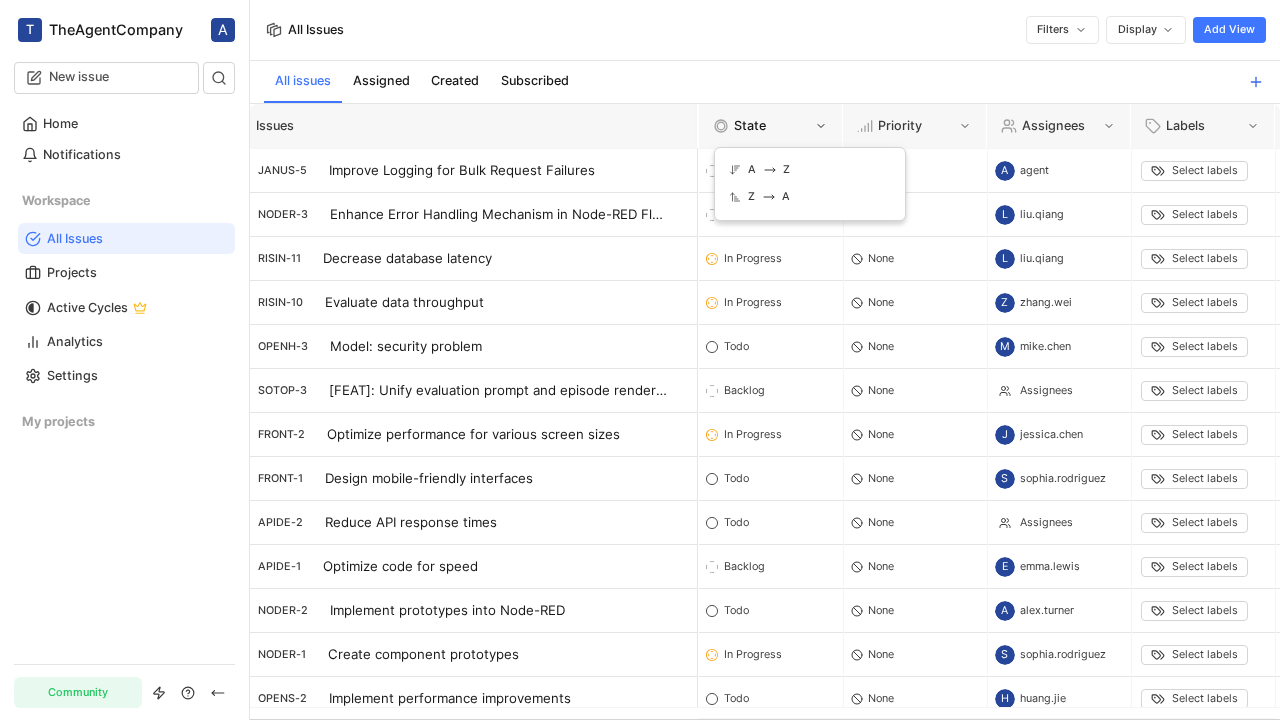 T TheAgentCompany A
New issue
Home
Notifications
Workspace
All Issues
Projects
Active Cycles
Analytics
Settings
My projects
Community
All Issues Filters Display Add View
All issues Assigned Created Subscribed
Issues State Priority Assignees Labels
A → Z
Z → A
JANUS-5 Improve Logging for Bulk Request Failures A agent Select labels
NODER-3 Enhance Error Handling Mechanism in Node-RED Fl... L liu.qiang Select labels
RISIN-11 Decrease database latency In Progress None L liu.qiang Select labels
RISIN-10 Evaluate data throughput In Progress None Z zhang.wei Select labels
OPENH-3 Model: security problem Todo None M mike.chen Select labels
SOTOP-3 [FEAT]: Unify evaluation prompt and episode render... Backlog None Assignees Select labels
FRONT-2 Optimize performance for various screen sizes In Progress None J jessica.chen Select labels
FRONT-1 Design mobile-friendly interfaces Todo None S sophia.rodriguez Select labels
APIDE-2 Reduce API response times Todo None Assignees Select labels
APIDE-1 Optimize code for speed Backlog None E emma.lewis Select labels
NODER-2 Implement prototypes into Node-RED Todo None A alex.turner Select labels
NODER-1 Create component prototypes In Progress None S sophia.rodriguez Select labels
OPENS-2 Implement performance improvements Todo None H huang.jie Select labels